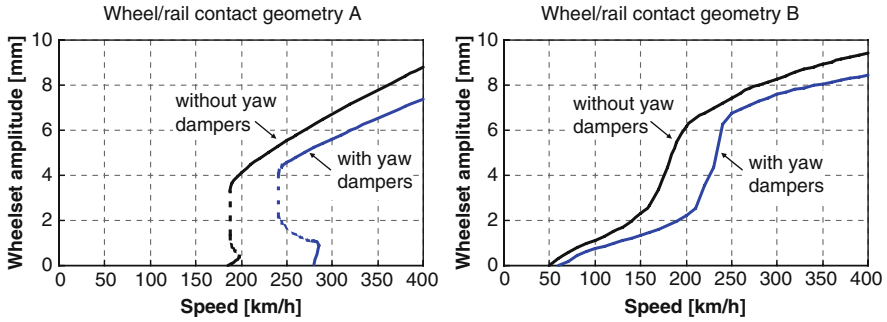 Wheel/rail contact geometry A
Wheelset amplitude [mm]
10
8
6
4
2
0
without yaw
dampers
with yaw
dampers
0 50 100 150 200 250 300 350 400
Speed [km/h]
Wheel/rail contact geometry B
Wheelset amplitude [mm]
10
8
6
4
2
0
without yaw
dampers
with yaw
dampers
0 50 100 150 200 250 300 350 400
Speed [km/h]